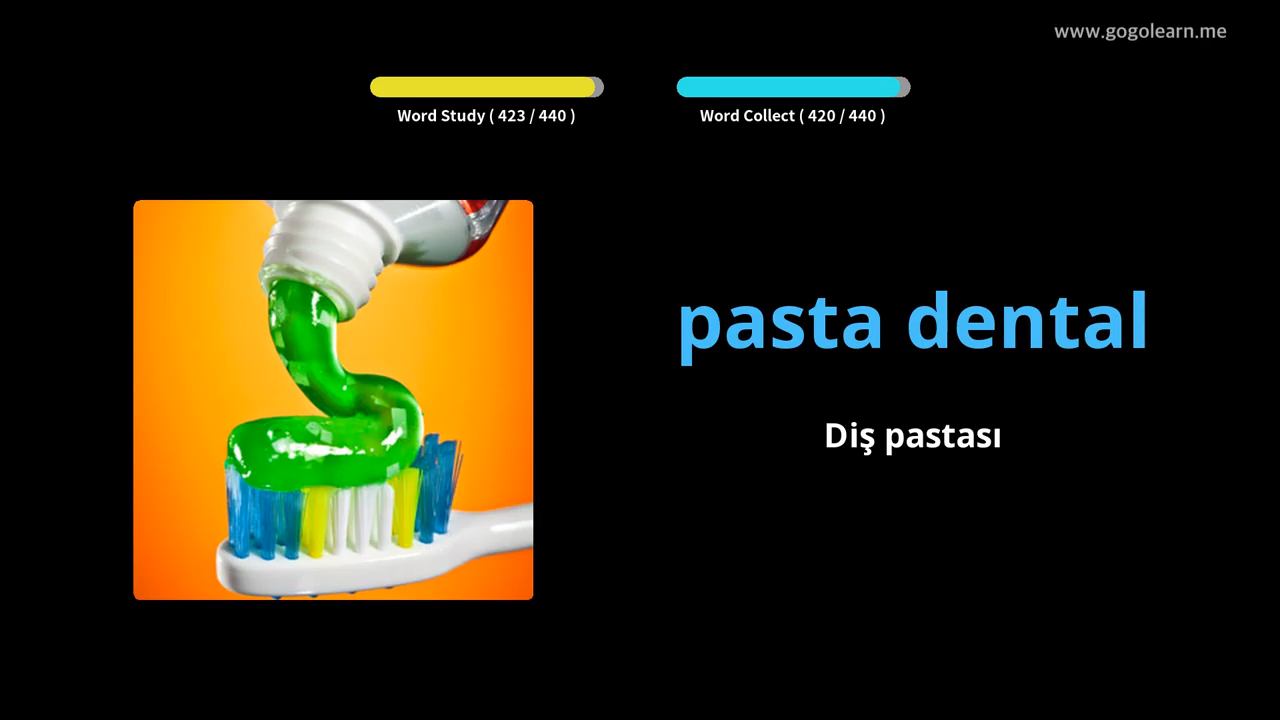 www.gogolearn.me
Word Study ( 423 / 440 )
Word Collect ( 420 / 440 )
pasta dental
Diş pastası